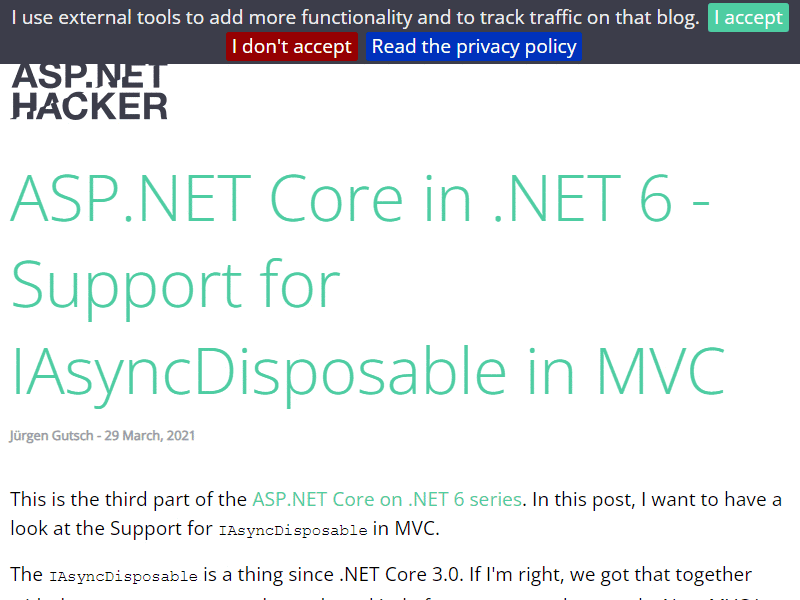 I use external tools to add more functionality and to track traffic on that blog. I accept
I don't accept Read the privacy policy
ASP.NET
HACKER
ASP.NET Core in .NET 6 -
Support for
IAsyncDisposable in MVC
Jürgen Gutsch - 29 March, 2021
This is the third part of the ASP.NET Core on .NET 6 series. In this post, I want to have a
look at the Support for IAsyncDisposable in MVC.
The IAsyncDisposable is a thing since .NET Core 3.0. If I'm right, we got that together